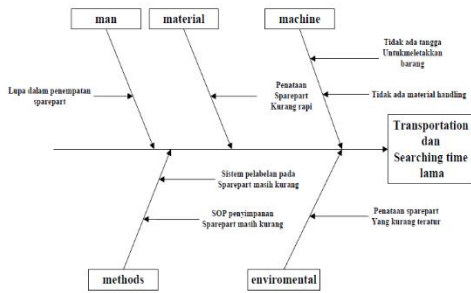 man
material
machine
Tidak ada tangga
Untukmeletakkan
barang
Lupa dalam penempatan
sparepart
Penataan
Sparepart
Kurang rapi
Tidak ada material handling
Transportation
dan
Searching time
lama
Sistem pelabelan pada
Sparepart masih kurang
SOP penyimpanan
Sparepart masih kurang
Penataan sparepart
Yang kurang teratur
methods
enviromental